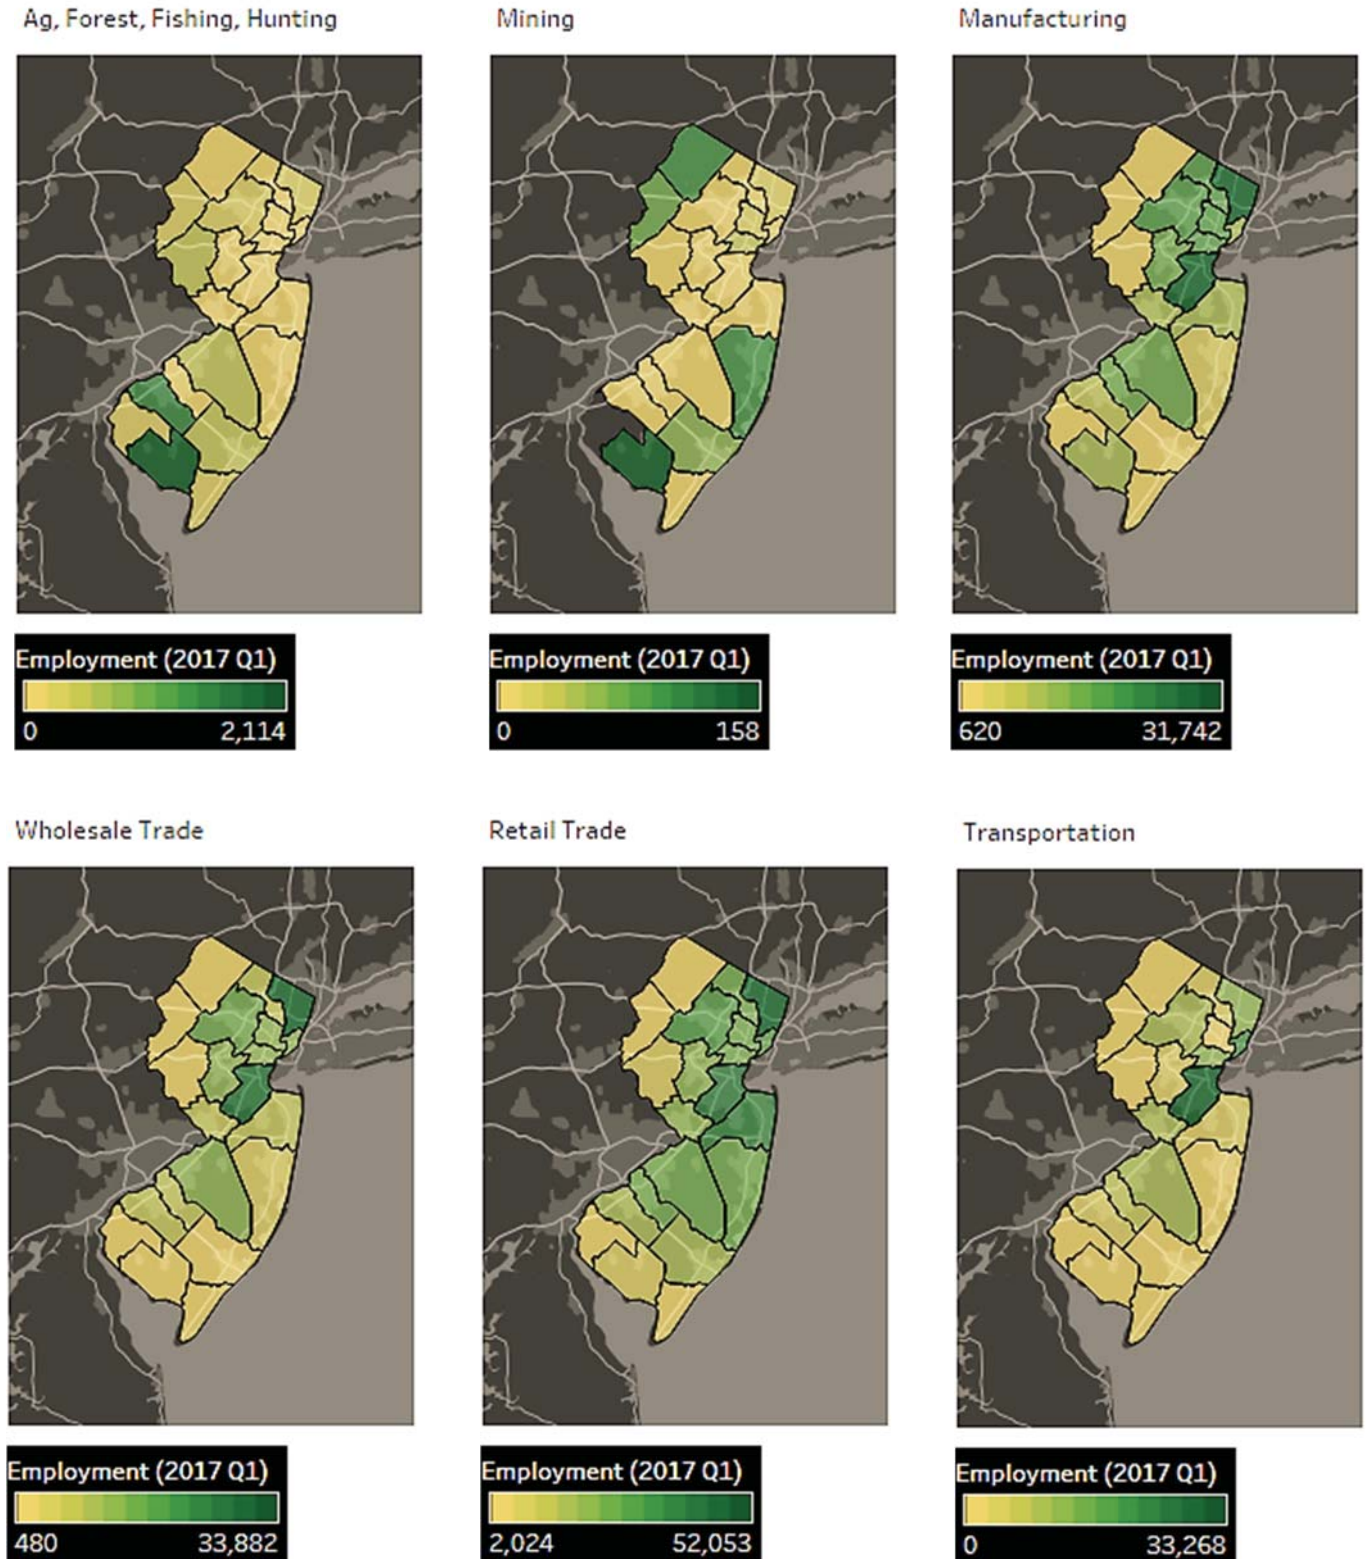 Ag, Forest, Fishing, Hunting
Mining
Manufacturing
Employment (2017 Q1)
0 2,114
Employment (2017 Q1)
0 158
Employment (2017 Q1)
620 31,742
Wholesale Trade
Retail Trade
Transportation
Employment (2017 Q1)
480 33,882
Employment (2017 Q1)
2,024 52,053
Employment (2017 Q1)
0 33,268